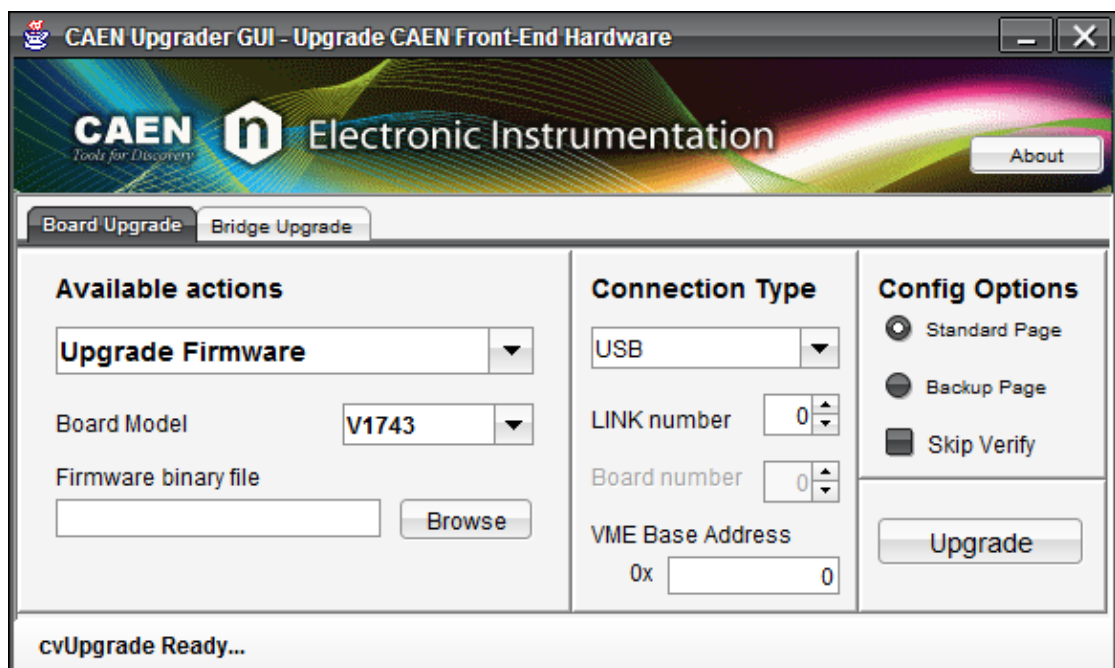 CAEN Upgrader GUI - Upgrade CAEN Front-End Hardware
CAEN n Electronic Instrumentation
Tools for Discovery
About
Board Upgrade Bridge Upgrade
Available actions
Upgrade Firmware
Board Model V1743
Firmware binary file
Browse
Connection Type
USB
LINK number 0
Board number 0
VME Base Address
0x 0
Config Options
Standard Page
Backup Page
Skip Verify
Upgrade
cvUpgrade Ready...